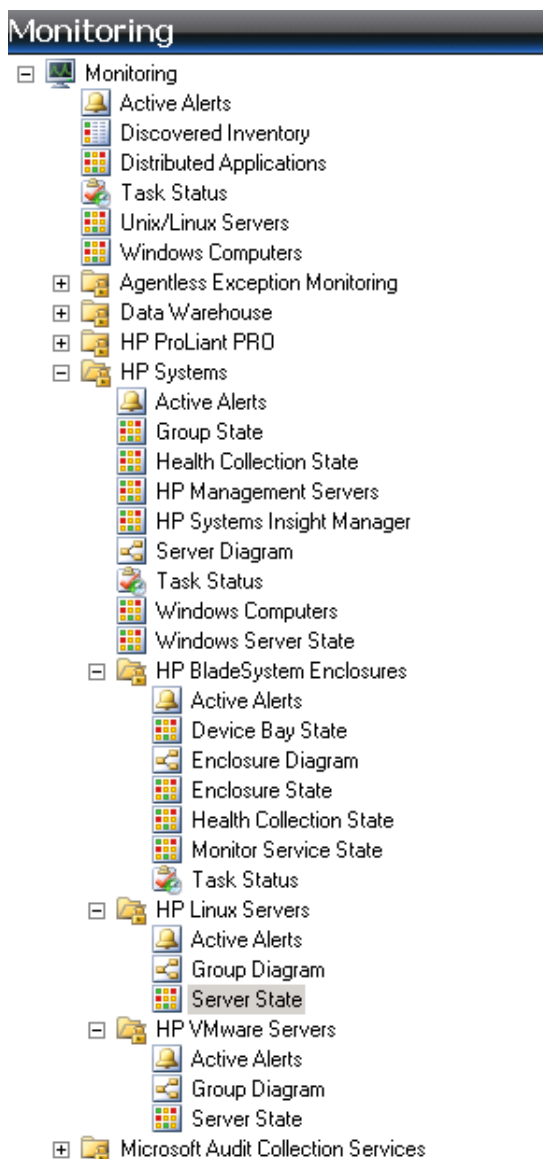 Monitoring
Monitoring
Active Alerts
Discovered Inventory
Distributed Applications
Task Status
Unix/Linux Servers
Windows Computers
Agentless Exception Monitoring
Data Warehouse
HP ProLiant PRO
HP Systems
Active Alerts
Group State
Health Collection State
HP Management Servers
HP Systems Insight Manager
Server Diagram
Task Status
Windows Computers
Windows Server State
HP BladeSystem Enclosures
Active Alerts
Device Bay State
Enclosure Diagram
Enclosure State
Health Collection State
Monitor Service State
Task Status
HP Linux Servers
Active Alerts
Group Diagram
Server State
HP VMware Servers
Active Alerts
Group Diagram
Server State
Microsoft Audit Collection Services